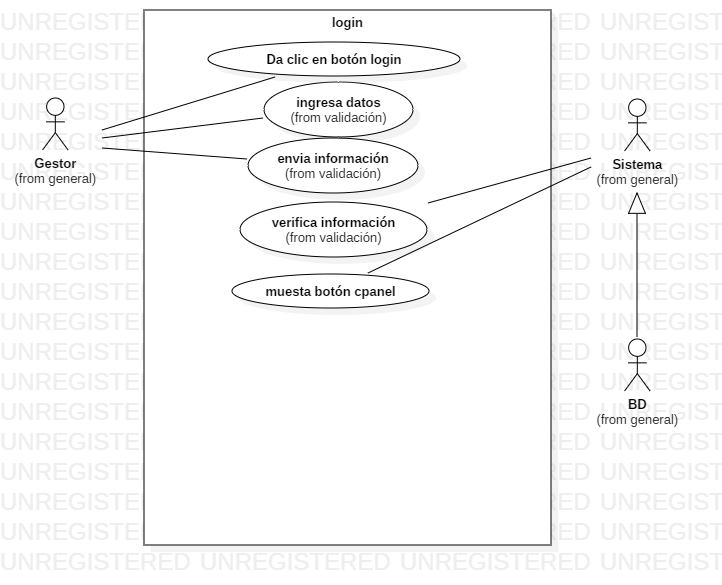 login
Da clic en botón login
ingresa datos
(from validación)
envia información
(from validación)
verifica información
(from validación)
muesta botón cpanel
Gestor
(from general)
Sistema
(from general)
BD
(from general)
UNREGISTERED UNREGISTERED UNREGISTERED UNREGIST